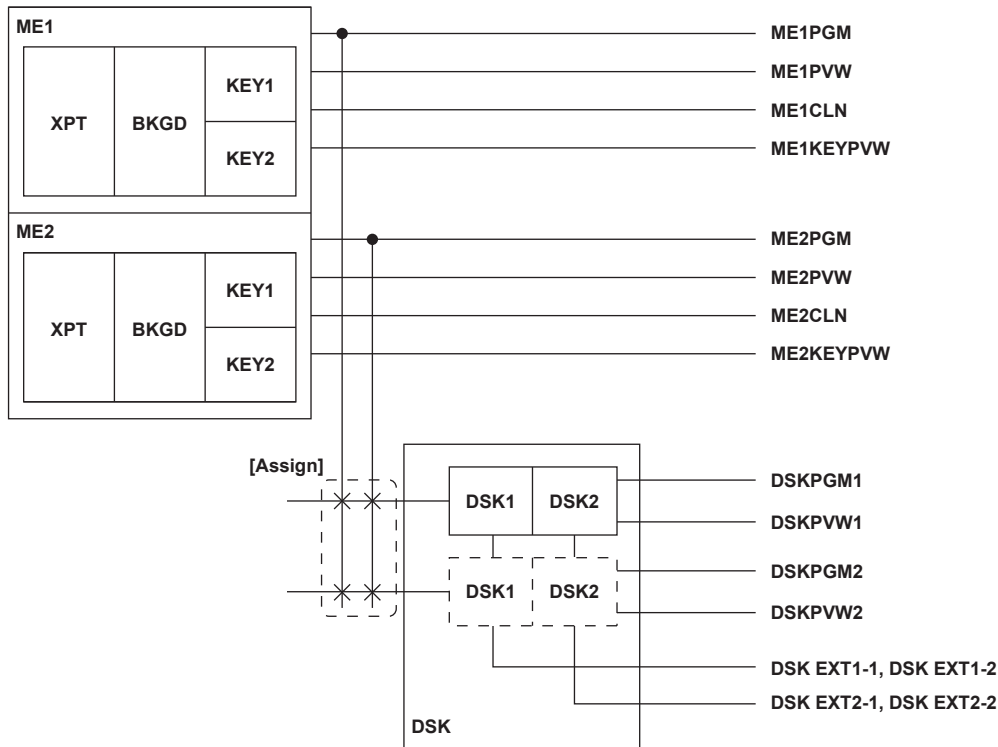 ME1
XPT
BKGD
KEY1
KEY2
ME1PGM
ME1PVW
ME1CLN
ME1KEYPVW
ME2
XPT
BKGD
KEY1
KEY2
ME2PGM
ME2PVW
ME2CLN
ME2KEYPVW
[Assign]
DSK1
DSK2
DSKPGM1
DSKPVW1
DSK1
DSK2
DSKPGM2
DSKPVW2
DSK EXT1-1, DSK EXT1-2
DSK EXT2-1, DSK EXT2-2
DSK